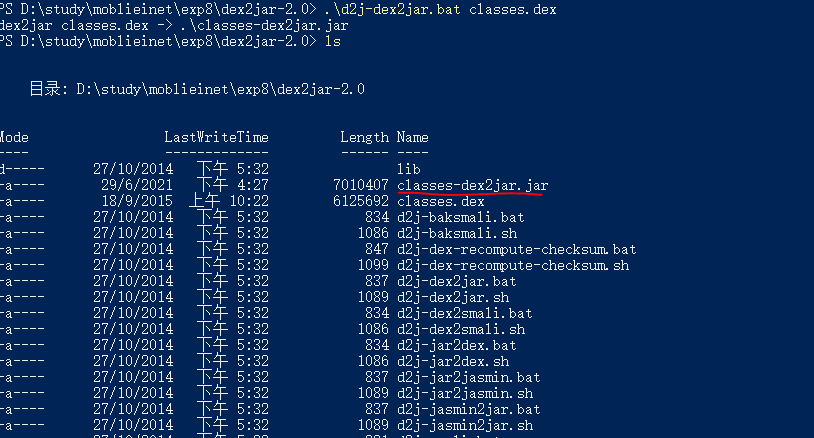 PS D:\study\moblieinet\exp8\dex2jar-2.0> .\d2j-dex2jar.bat classes.dex
dex2jar classes.dex -> .\classes-dex2jar.jar
PS D:\study\moblieinet\exp8\dex2jar-2.0> ls
目录: D:\study\moblieinet\exp8\dex2jar-2.0
Mode LastWriteTime Length Name
---- ------------- ------ ----
d----- 27/10/2014 下午 5:32 lib
-a---- 29/6/2021 下午 4:27 7010407 classes-dex2jar.jar
-a---- 18/9/2015 上午 10:22 6125692 classes.dex
-a---- 27/10/2014 下午 5:32 834 d2j-baksmali.bat
-a---- 27/10/2014 下午 5:32 1086 d2j-baksmali.sh
-a---- 27/10/2014 下午 5:32 847 d2j-dex-recompute-checksum.bat
-a---- 27/10/2014 下午 5:32 1099 d2j-dex-recompute-checksum.sh
-a---- 27/10/2014 下午 5:32 837 d2j-dex2jar.bat
-a---- 27/10/2014 下午 5:32 1089 d2j-dex2jar.sh
-a---- 27/10/2014 下午 5:32 834 d2j-dex2smali.bat
-a---- 27/10/2014 下午 5:32 1086 d2j-dex2smali.sh
-a---- 27/10/2014 下午 5:32 834 d2j-jar2dex.bat
-a---- 27/10/2014 下午 5:32 1086 d2j-jar2dex.sh
-a---- 27/10/2014 下午 5:32 837 d2j-jar2jasmin.bat
-a---- 27/10/2014 下午 5:32 1089 d2j-jar2jasmin.sh
-a---- 27/10/2014 下午 5:32 837 d2j-jasmin2jar.bat
-a---- 27/10/2014 下午 5:32 1089 d2j-jasmin2jar.sh